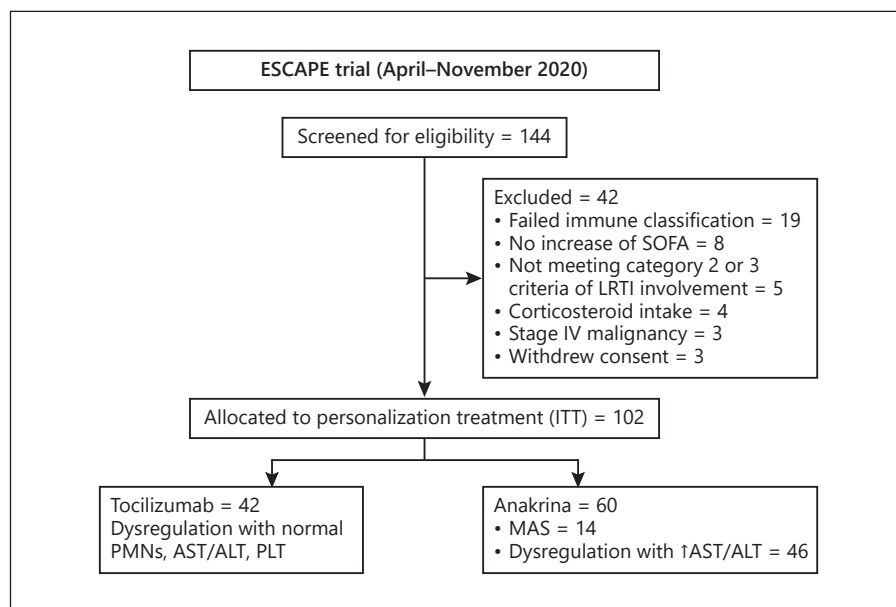 ESCAPE trial (April–November 2020)
Screened for eligibility = 144
Excluded = 42
• Failed immune classification = 19
• No increase of SOFA = 8
• Not meeting category 2 or 3
criteria of LRTI involvement = 5
• Corticosteroid intake = 4
• Stage IV malignancy = 3
• Withdrew consent = 3
Allocated to personalization treatment (ITT) = 102
Tocilizumab = 42
Dysregulation with normal
PMNs, AST/ALT, PLT
Anakrina = 60
• MAS = 14
• Dysregulation with ↑AST/ALT = 46